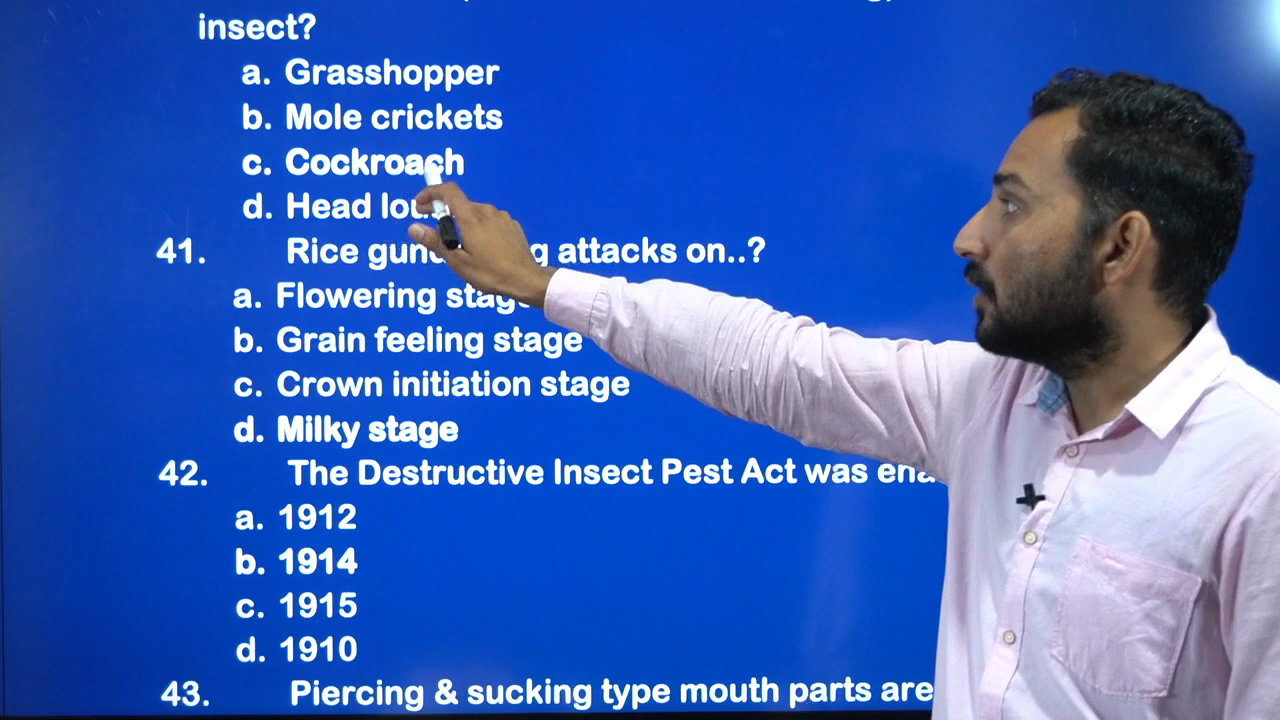 insect?
a. Grasshopper
b. Mole crickets
c. Cockroach
d. Head
41. Rice attacks on..?
a. Flowering stage
b. Grain feeling stage
c. Crown initiation stage
d. Milky stage
42. The Destructive Insect Pest Act was
a. 1912
b. 1914
c. 1915
d. 1910
43. Piercing & sucking type mouth parts are